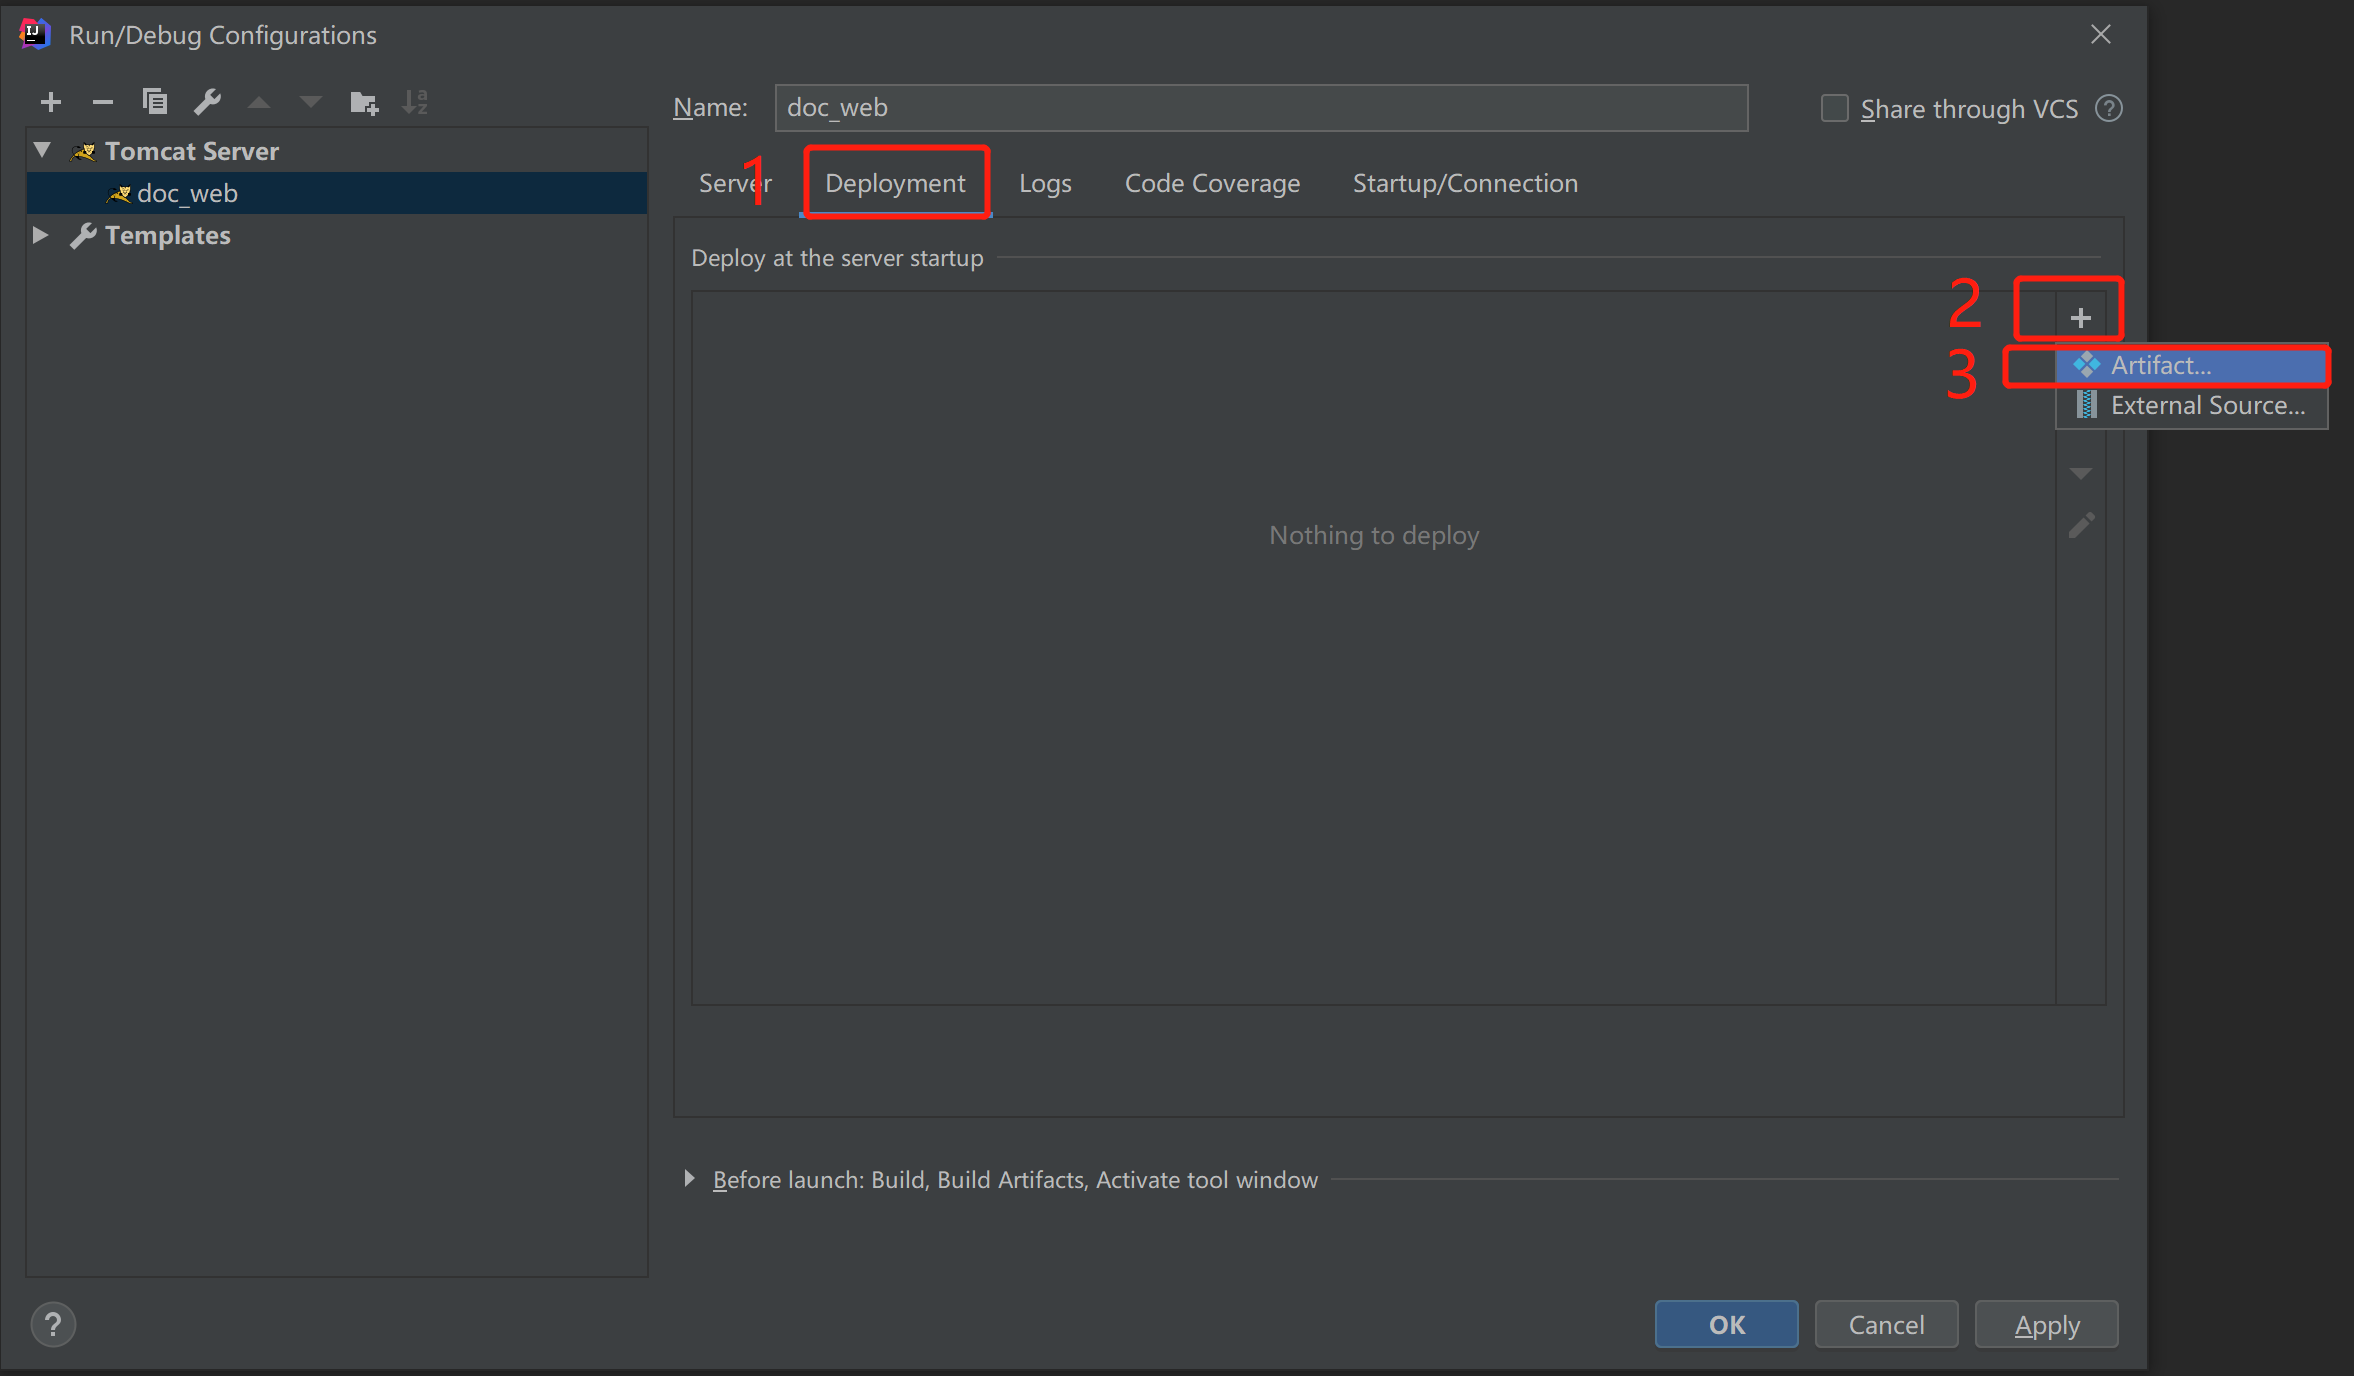 Run/Debug Configurations
Name: doc_web
Share through VCS ?
Tomcat Server
doc_web
Templates
Server 1 Deployment Logs Code Coverage Startup/Connection
Deploy at the server startup
2 +
3 Artifact...
External Source...
Nothing to deploy
Before launch: Build, Build Artifacts, Activate tool window
? OK Cancel Apply